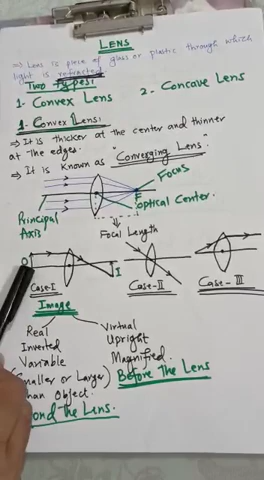 LENS
⇒ Lens is piece of glass or plastic through which
light is refracted
Two Types:
1- Convex Lens
2- Concave Lens
1. Convex Lens:
⇒ It is thicker at the center and thinner
at the edges.
⇒ It is known as "Converging Lens."
Focus
F
Optical Center
Principal
Axis
Focal Length
O
I
Case-I
Case-II
Case-III
Image
Real
Inverted
Variable
(Smaller or Larger)
than object.
Virtual
Upright
Magnified.
Before the Lens
the Lens.